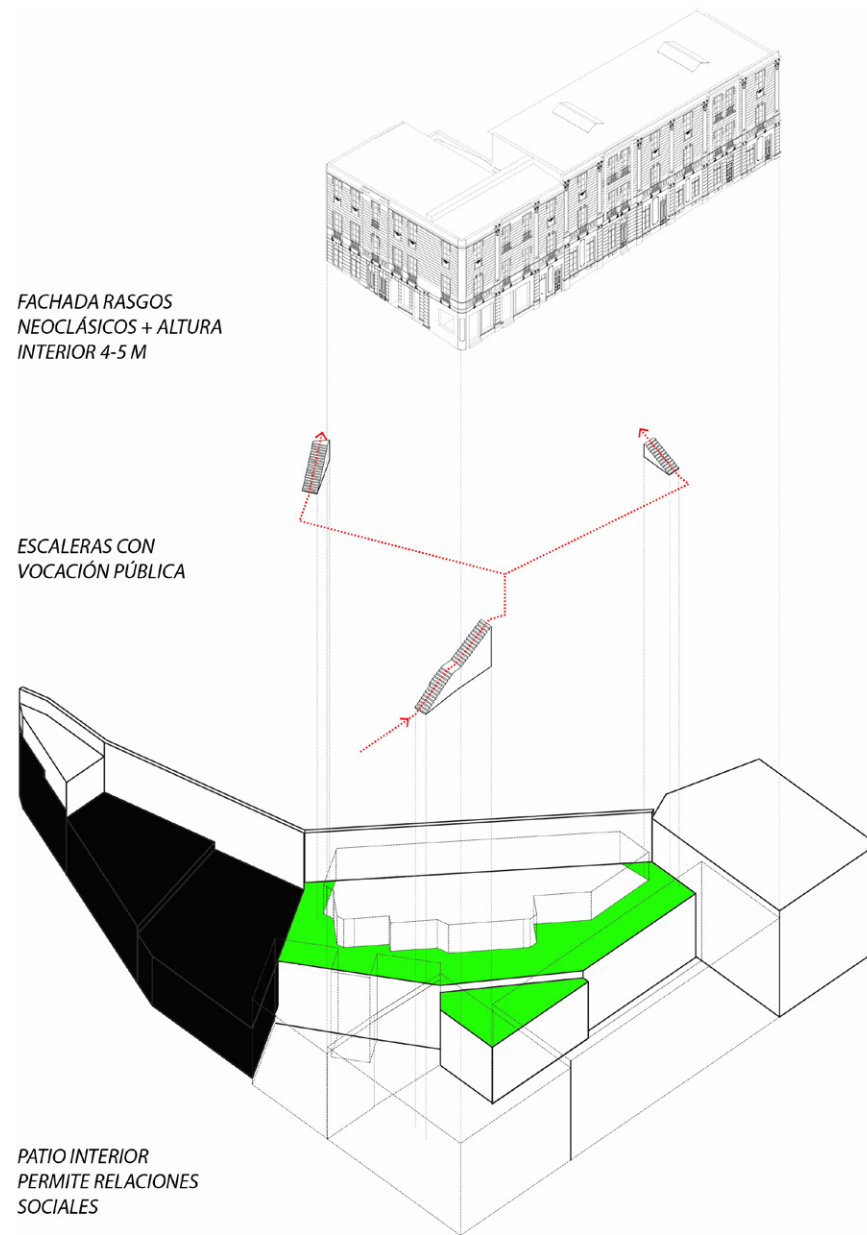 FACHADA RASGOS
NEOCLÁSICOS + ALTURA
INTERIOR 4-5 M
ESCALERAS CON
VOCACIÓN PÚBLICA
PATIO INTERIOR
PERMITE RELACIONES
SOCIALES